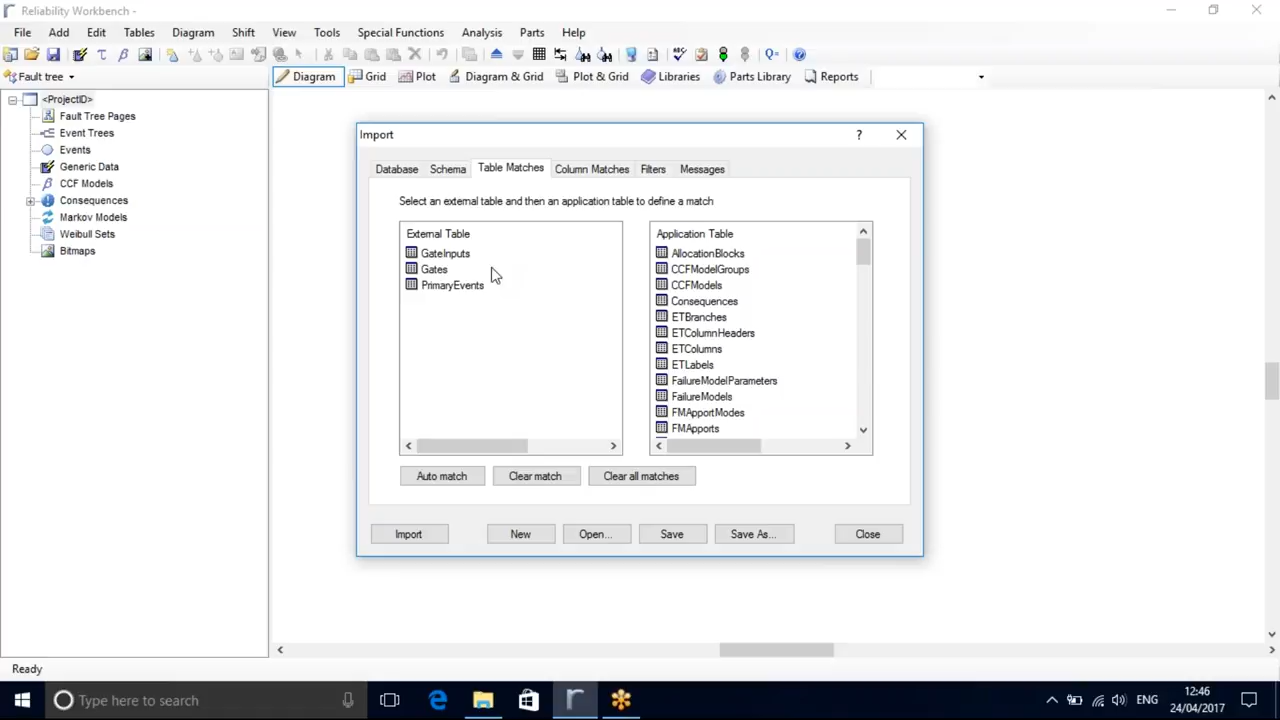 Reliability Workbench -
File Add Edit Tables Diagram Shift View Tools Special Functions Analysis Parts Help
Fault tree Diagram Grid Plot Diagram & Grid Plot & Grid Libraries Parts Library Reports
<ProjectID>
Fault Tree Pages
Event Trees
Events
Generic Data
CCF Models
Consequences
Markov Models
Weibull Sets
Bitmaps
Import
Database Schema Table Matches Column Matches Filters Messages
Select an external table and then an application table to define a match
External Table
GateInputs
Gates
PrimaryEvents
Application Table
AllocationBlocks
CCFModelGroups
CCFModels
Consequences
ETBranches
ETColumnHeaders
ETColumns
ETLabels
FailureModelParameters
FailureModels
FMApportModes
FMApports
Auto match Clear match Clear all matches
Import New Open... Save Save As... Close
Ready
Type here to search
ENG
12:46
24/04/2017